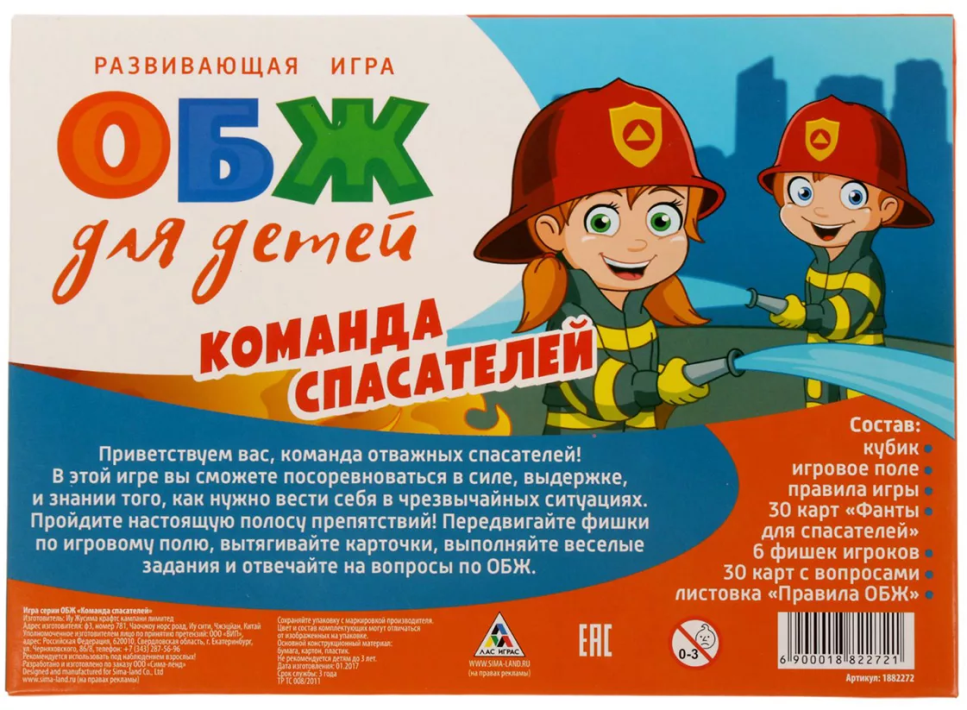 РАЗВИВАЮЩАЯ ИГРА
ОБЖ
для детей
КОМАНДА
СПАСАТЕЛЕЙ
Приветствуем вас, команда отважных спасателей!
В этой игре вы сможете посоревноваться в силе, выдержке,
и знании того, как нужно вести себя в чрезвычайных ситуациях.
Пройдите настоящую полосу препятствий! Передвигайте фишки
по игровому полю, вытягивайте карточки, выполняйте веселые
задания и отвечайте на вопросы по ОБЖ.
Состав:
кубик •
игровое поле •
правила игры •
30 карт «Фанты •
для спасателей»
6 фишек игроков •
30 карт с вопросами •
листовка «Правила ОБЖ» •
Игра серии ОБЖ «Команда спасателей»
Изготовитель: Иу Жусима крафтс кампани лимитед
Адрес изготовителя: ф3, номер 781, Чаочжоу норс роад, Иу сити, Чжэцзян, Китай
Уполномоченное изготовителем лицо по принятию претензий: ООО «ВИП»,
адрес: Российская Федерация, 620010, Свердловская область, г. Екатеринбург,
ул. Черняховского, 86/8, телефон: +7 (343) 287-56-96
Рекомендуется использовать под наблюдением взрослых!
Разработано и изготовлено по заказу ООО «Сима-ленд»
Designed and manufactured for Sima-land Co., Ltd
www.sima-land.ru (на правах рекламы)
Сохраняйте упаковку с маркировкой производителя.
Цвет и состав комплектующих могут отличаться
от изображенных на упаковке.
Основной конструкционный материал:
бумага, картон, пластик.
Не рекомендуется детям до 3 лет.
Дата изготовления: 01.2017
Срок службы: 3 года
ТР ТС 008/2011
ЛАС ИГРАС
WWW.SIMA-LAND.RU
(на правах рекламы)
ЕАС
0-3
6 900018 822721
Артикул: 1882272